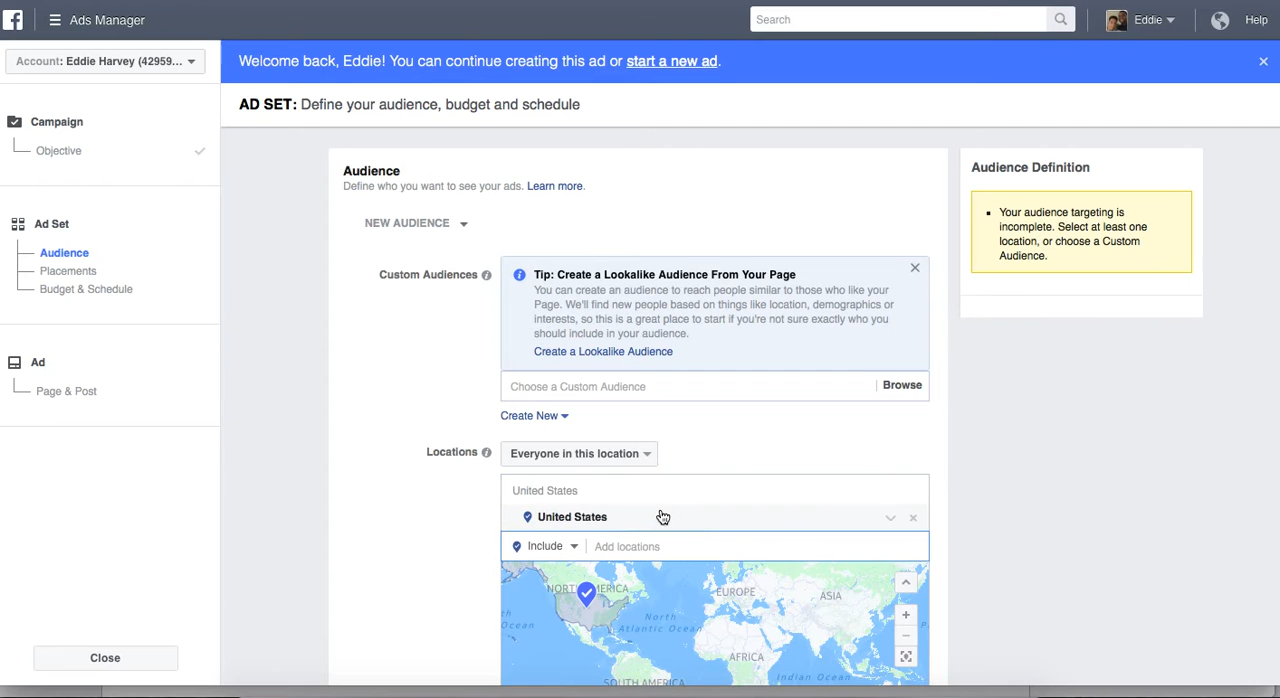 Ads Manager
Search
Eddie
Help
Account: Eddie Harvey (42959...
Welcome back, Eddie! You can continue creating this ad or start a new ad.
AD SET: Define your audience, budget and schedule
Campaign
Objective
Ad Set
Audience
Placements
Budget & Schedule
Ad
Page & Post
Close
Audience
Define who you want to see your ads. Learn more.
NEW AUDIENCE
Custom Audiences
Tip: Create a Lookalike Audience From Your Page
You can create an audience to reach people similar to those who like your
Page. We'll find new people based on things like location, demographics or
interests, so this is a great place to start if you're not sure exactly who you
should include in your audience.
Create a Lookalike Audience
Choose a Custom Audience
Browse
Create New
Locations
Everyone in this location
United States
United States
Include
Add locations
EUROPE
ASIA
North
Atlantic Ocean
AFRICA
SOUTH AMERICA
Indian Ocean
Audience Definition
Your audience targeting is
incomplete. Select at least one
location, or choose a Custom
Audience.